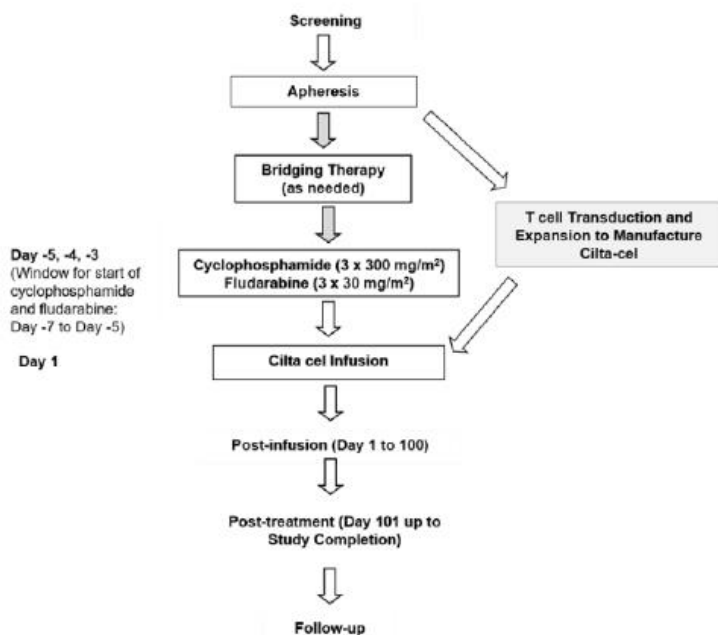 Screening
Apheresis
Bridging Therapy
(as needed)
T cell Transduction and
Expansion to Manufacture
Cilta-cel
Day -5, -4, -3
(Window for start of
cyclophosphamide
and fludarabine:
Day -7 to Day -5)
Cyclophosphamide (3 x 300 mg/m²)
Fludarabine (3 x 30 mg/m²)
Day 1
Cilta cel Infusion
Post-infusion (Day 1 to 100)
Post-treatment (Day 101 up to
Study Completion)
Follow-up